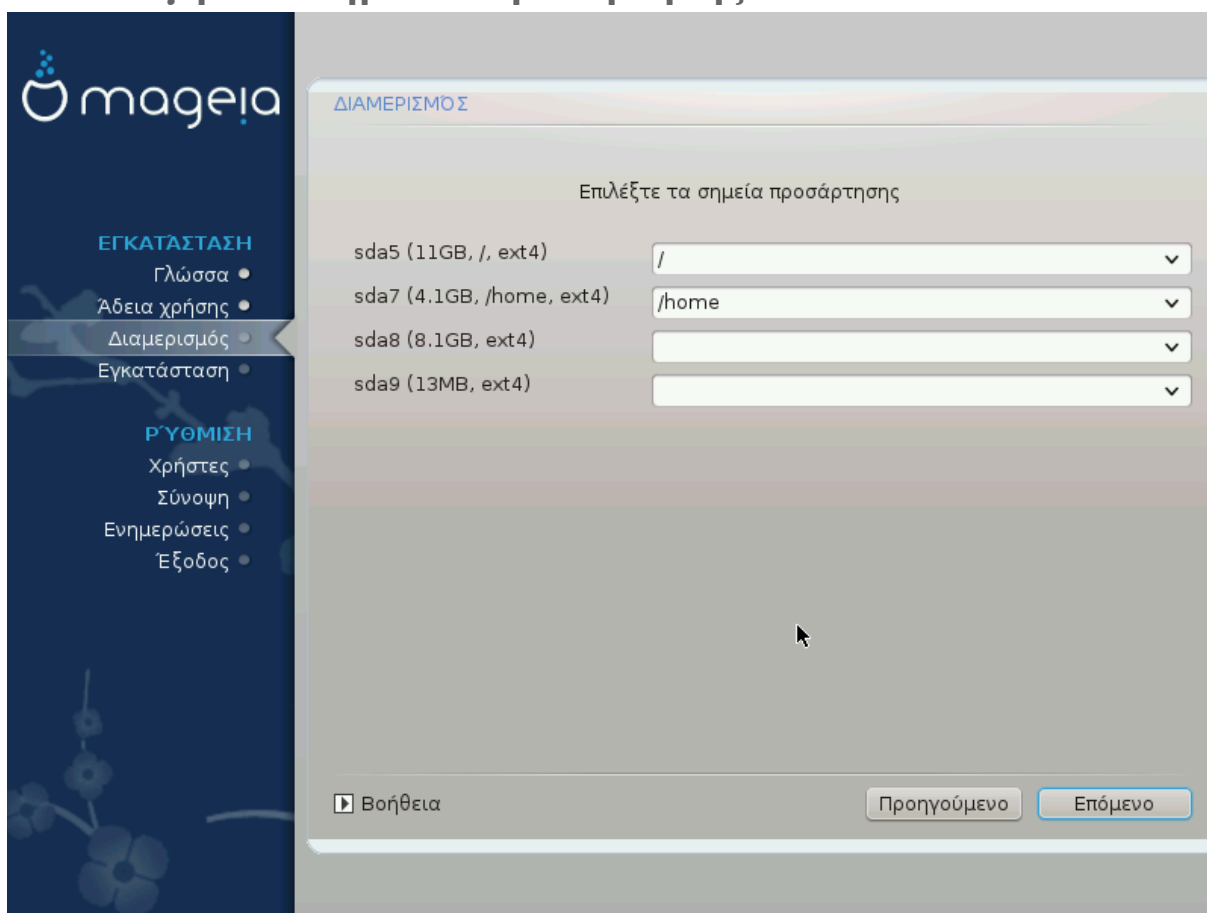 mageia
ΔΙΑΜΕΡΙΣΜΌΣ
Επιλέξτε τα σημεία προσάρτησης
ΕΓΚΑΤΆΣΤΑΣΗ
Γλώσσα
Άδεια χρήσης
Διαμερισμός
Εγκατάσταση
ΡΎΘΜΙΣΗ
Χρήστες
Σύνοψη
Ενημερώσεις
Έξοδος
sda5 (11GB, /, ext4) /
sda7 (4.1GB, /home, ext4) /home
sda8 (8.1GB, ext4)
sda9 (13MB, ext4)
Βοήθεια Προηγούμενο Επόμενο